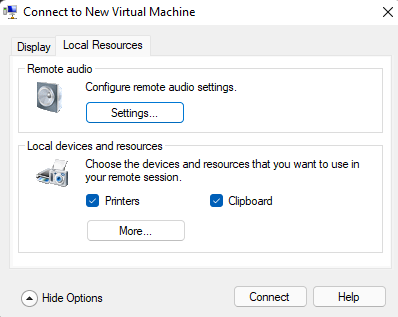 Connect to New Virtual Machine
Display
Local Resources
Remote audio
Configure remote audio settings.
Settings...
Local devices and resources
Choose the devices and resources that you want to use in
your remote session.
Printers
Clipboard
More...
Hide Options
Connect
Help